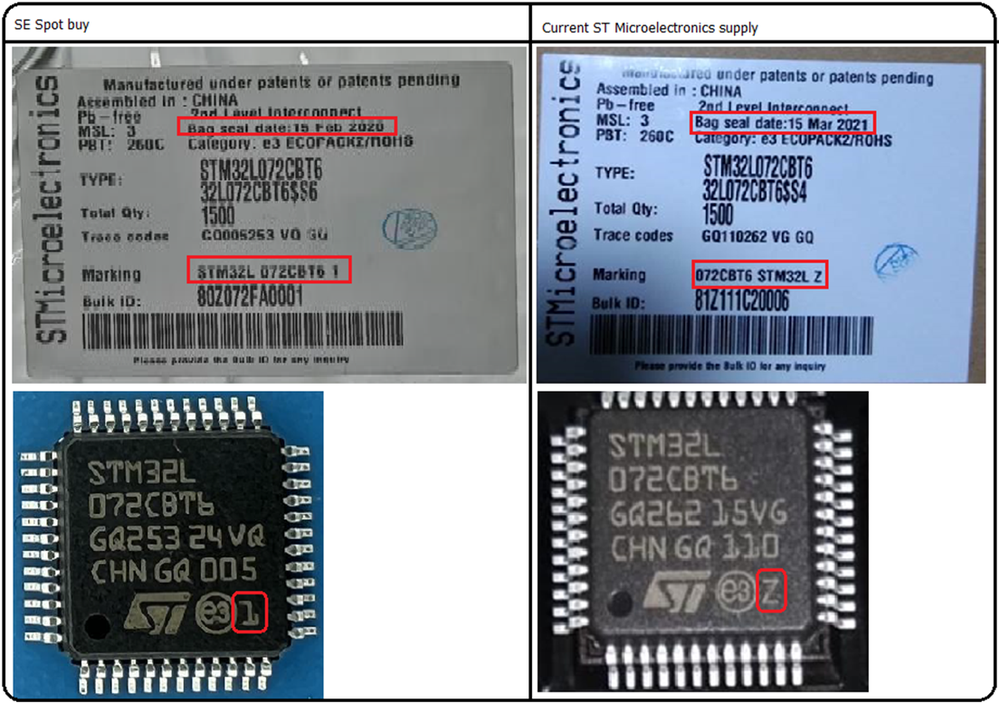 SE Spot buy
STMicroelectronics
Manufactured under patents or patents pending
Assembled in : CHINA
Pb-free 2nd Level Interconnect
MSL: 3 Bag seal date:15 Feb 2020
PBT: 260C Category: e3 ECOPACK2/ROHS
TYPE: STM32L072CBT6
32L072CBT6$S6
Total Qty: 1500
Trace codes GQ005253 VQ GQ
Marking STM32L 072CBT6 1
Bulk ID: 80Z072FA0001
Please provide the Bulk ID for any inquiry
STM32L
072CBT6
GQ253 24VQ
CHN GQ 005
ST e3 1
Current ST Microelectronics supply
STMicroelectronics
Manufactured under patents or patents pending
Assembled in : CHINA
Pb-free 2nd Level Interconnect
MSL: 3 Bag seal date:15 Mar 2021
PBT: 260C Category: e3 ECOPACK2/ROHS
TYPE: STM32L072CBT6
32L072CBT6$S4
Total Qty: 1500
Trace codes GQ110262 VG GQ
Marking 072CBT6 STM32L Z
Bulk ID: 81Z111C20006
Please provide the Bulk ID for any inquiry
STM32L
072CBT6
GQ262 15VG
CHN GQ 110
ST e3 Z